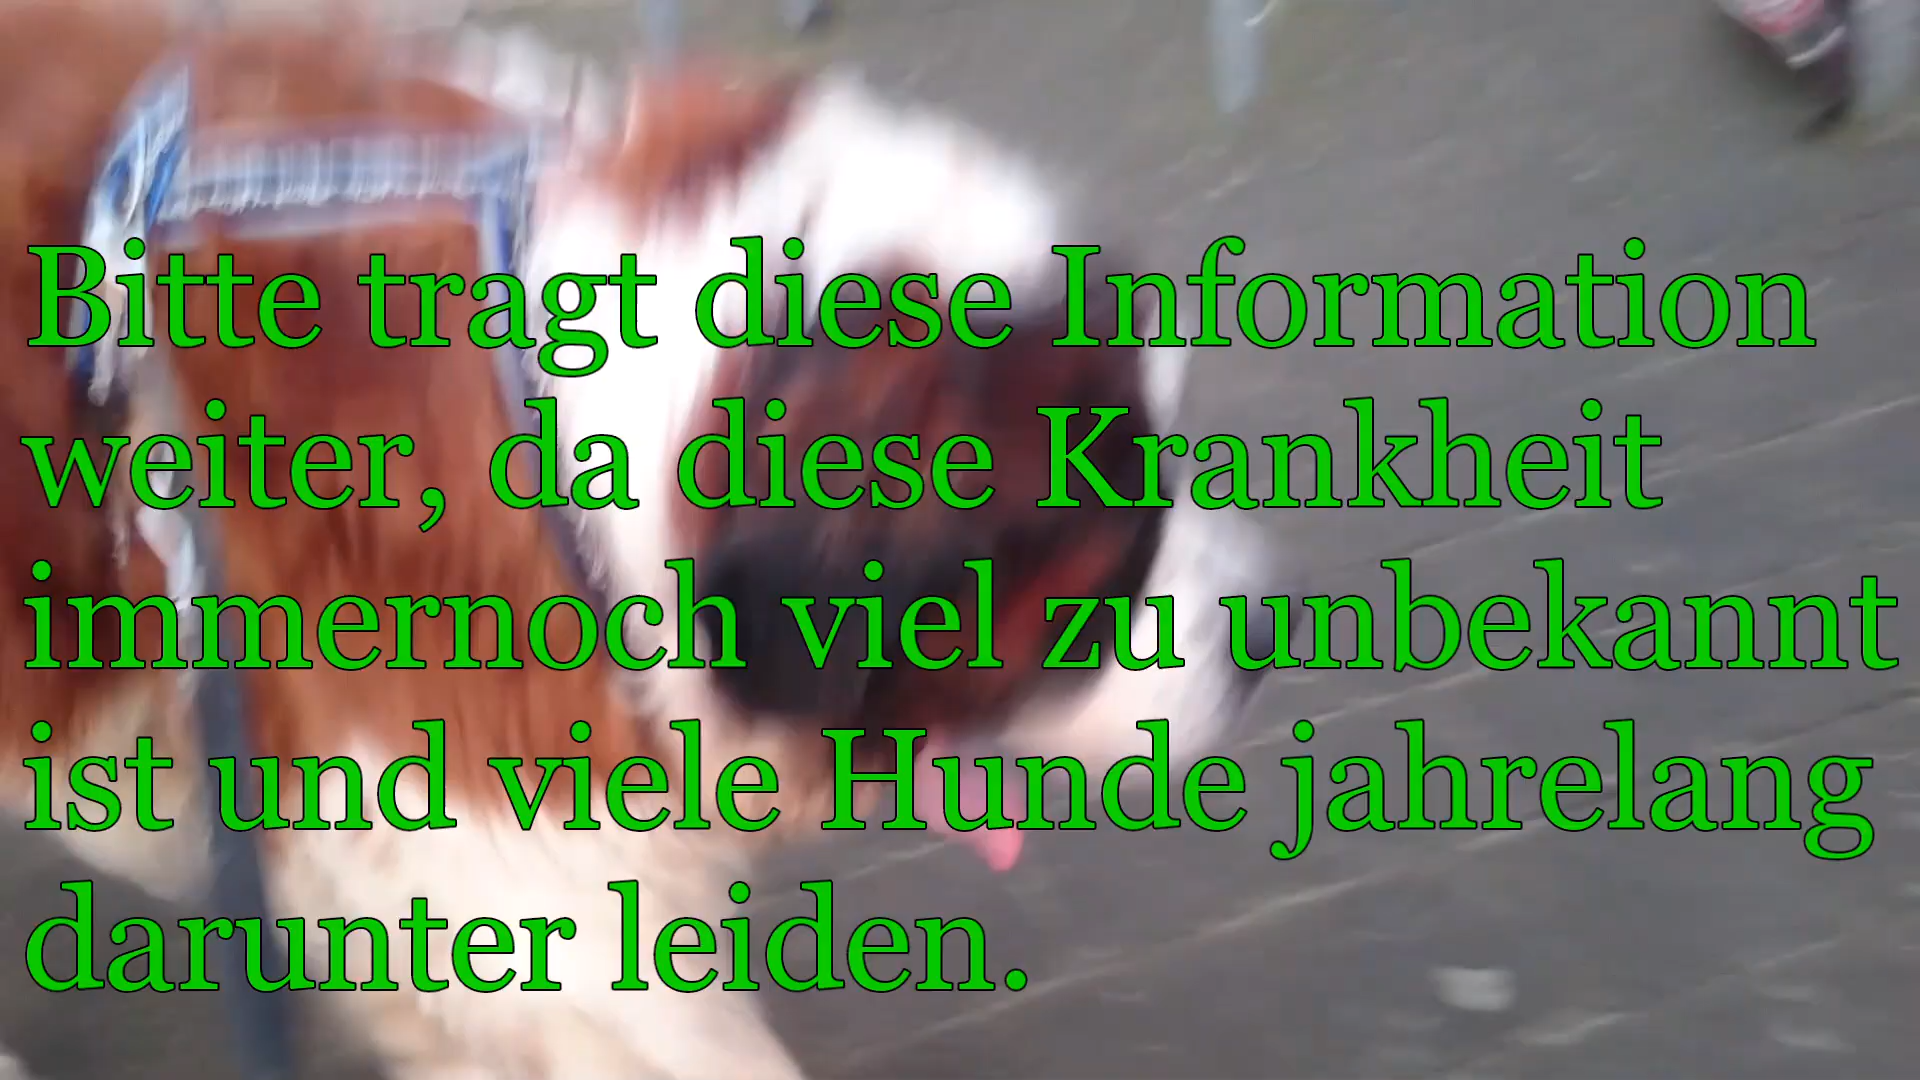 Bitte tragt diese Information
weiter, da diese Krankheit
immernoch viel zu unbekannt
ist und viele Hunde jahrelang
darunter leiden.